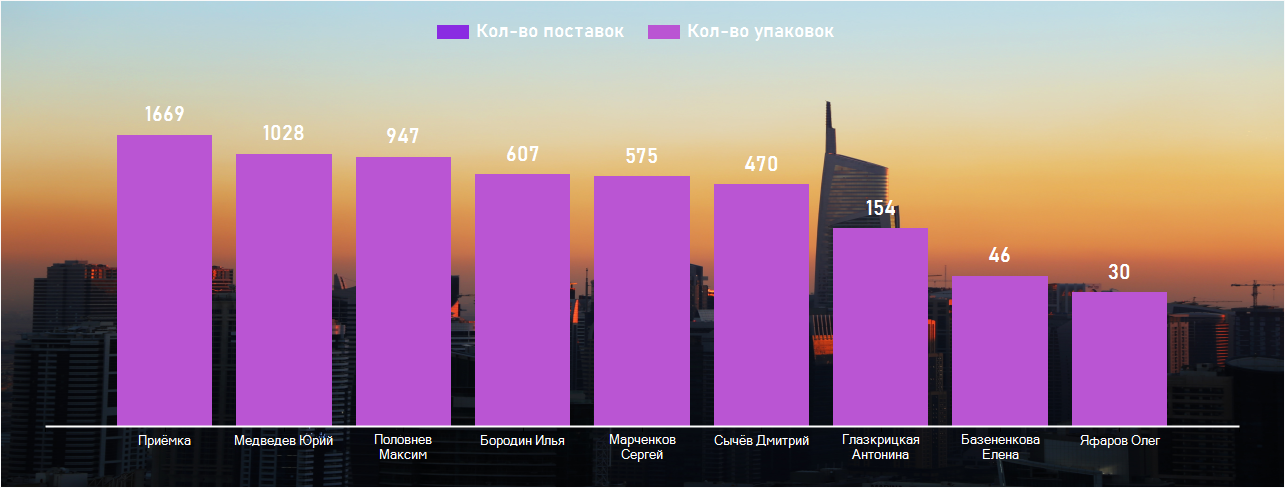 Кол-во поставок Кол-во упаковок
1669
1028
947
607
575
470
154
46
30
Приёмка
Медведев Юрий
Половнев
Максим
Бородин Илья
Марченков
Сергей
Сычёв Дмитрий
Глазкрицкая
Антонина
Базененкова
Елена
Яфаров Олег